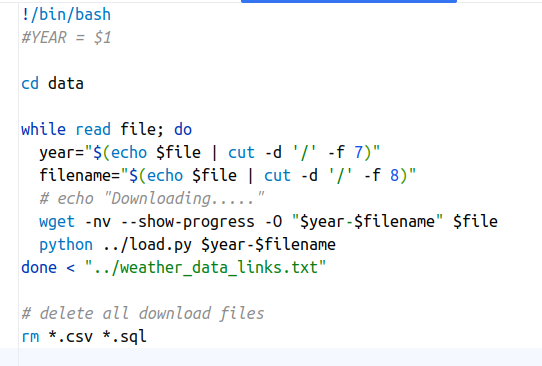 !/bin/bash
#YEAR = $1
cd data
while read file; do
year="$(echo $file | cut -d '/' -f 7)"
filename="$(echo $file | cut -d '/' -f 8)"
# echo "Downloading....."
wget -nv --show-progress -O "$year-$filename" $file
python ../load.py $year-$filename
done < "../weather_data_links.txt"
# delete all download files
rm *.csv *.sql